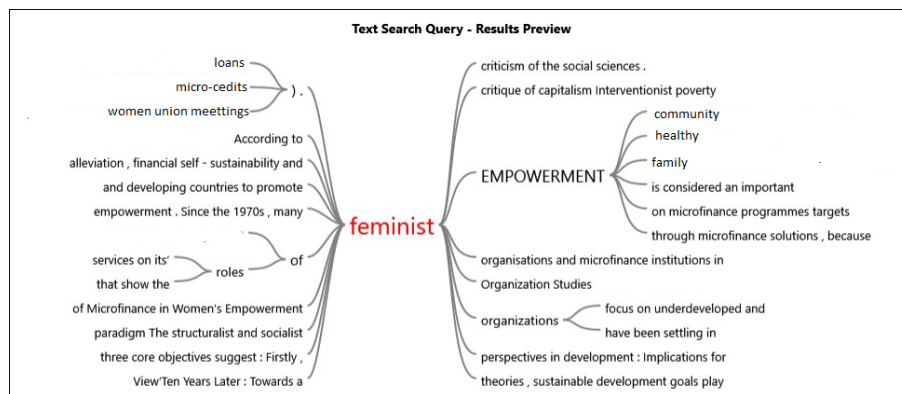 Text Search Query - Results Preview
loans
micro-cedits
women union meettings
) .
According to
alleviation , financial self - sustainability and
and developing countries to promote
empowerment . Since the 1970s , many
services on its'
that show the
roles
of
of Microfinance in Women's Empowerment
paradigm The structuralist and socialist
three core objectives suggest : Firstly ,
View'Ten Years Later : Towards a
feminist
criticism of the social sciences .
critique of capitalism Interventionist poverty
EMPOWERMENT
community
healthy
family
is considered an important
on microfinance programmes targets
through microfinance solutions , because
organisations and microfinance institutions in
Organization Studies
organizations
focus on underdeveloped and
have been settling in
perspectives in development : Implications for
theories , sustainable development goals play